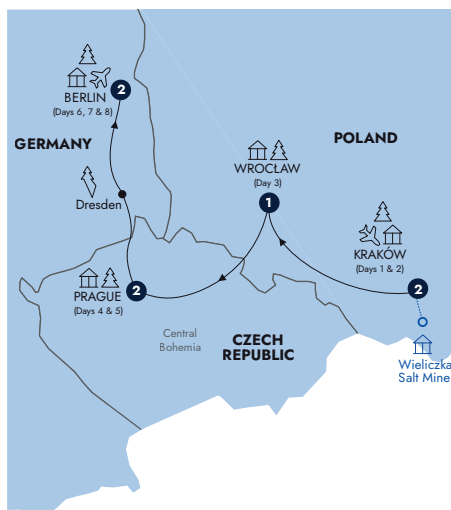 2
BERLIN
(Days 6, 7 & 8)
GERMANY
POLAND
WROCŁAW
(Day 3)
1
Dresden
KRAKÓW
(Days 1 & 2)
2
2
PRAGUE
(Days 4 & 5)
Central
Bohemia
CZECH
REPUBLIC
Wieliczka
Salt Mine